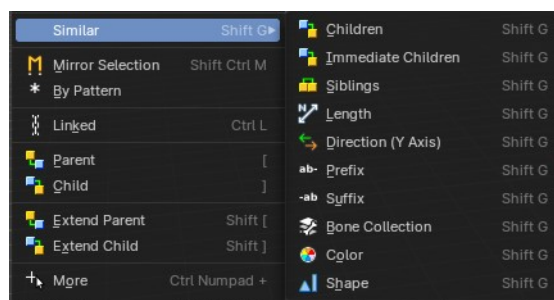 Similar Shift G
Mirror Selection Shift Ctrl M
By Pattern
Linked Ctrl L
Parent [
Child ]
Extend Parent Shift [
Extend Child Shift ]
More Ctrl Numpad +
Children Shift G
Immediate Children Shift G
Siblings Shift G
Length Shift G
Direction (Y Axis) Shift G
ab- Prefix Shift G
-ab Suffix Shift G
Bone Collection Shift G
Color Shift G
Shape Shift G